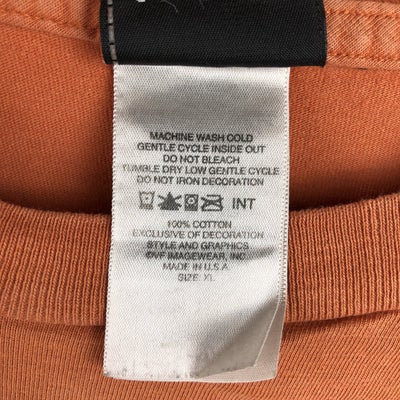 MACHINE WASH COLD
GENTLE CYCLE INSIDE OUT
DO NOT BLEACH
TUMBLE DRY LOW GENTLE CYCLE
DO NOT IRON DECORATION
INT
100% COTTON
EXCLUSIVE OF DECORATION
STYLE AND GRAPHICS
©VF IMAGEWEAR, INC.
MADE IN U.S.A.
SIZE: XL